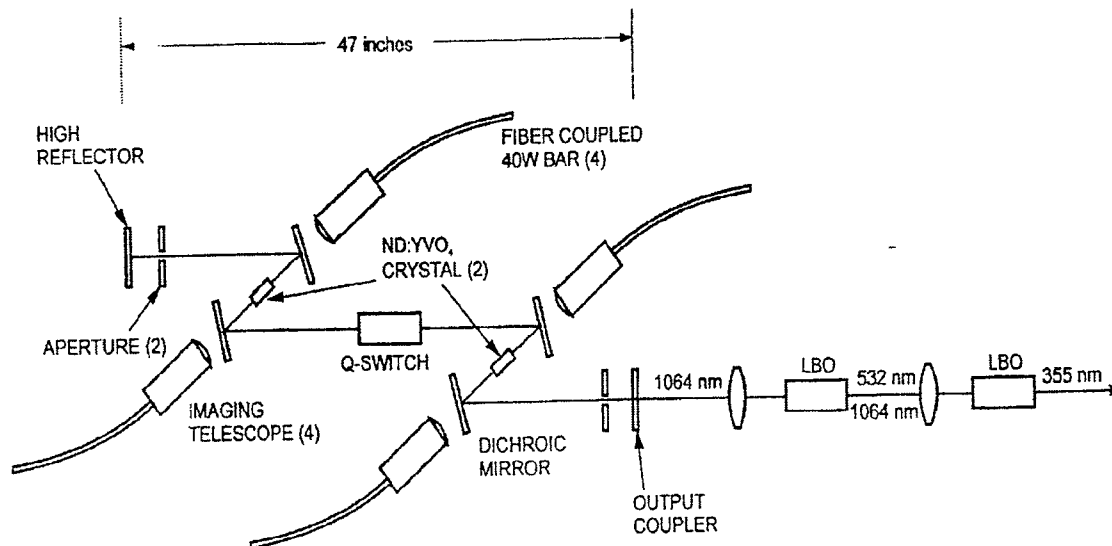 47 inches
HIGH
REFLECTOR
FIBER COUPLED
40W BAR (4)
ND:YVO4
CRYSTAL (2)
APERTURE (2)
Q-SWITCH
IMAGING
TELESCOPE (4)
DICHROIC
MIRROR
1064 nm
LBO
532 nm
1064 nm
LBO
355 nm
OUTPUT
COUPLER